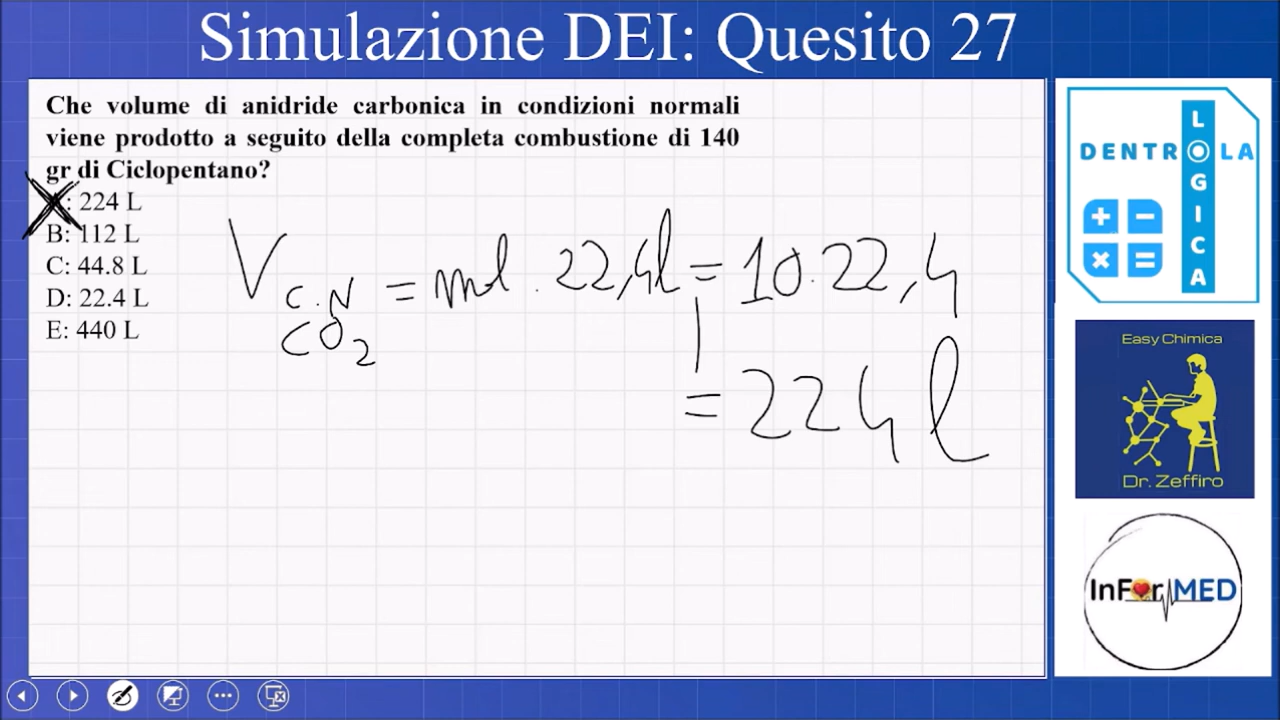 Simulazione DEI: Quesito 27
Che volume di anidride carbonica in condizioni normali
viene prodotto a seguito della completa combustione di 140
gr di Ciclopentano?
A: 224 L
B: 112 L
C: 44.8 L
D: 22.4 L
E: 440 L
V C.N CO2 = mol . 22,4l = 10.22,4
= 224 l
DENTROLA
LOGICA
Easy Chimica
Dr. Zeffiro
InForMED